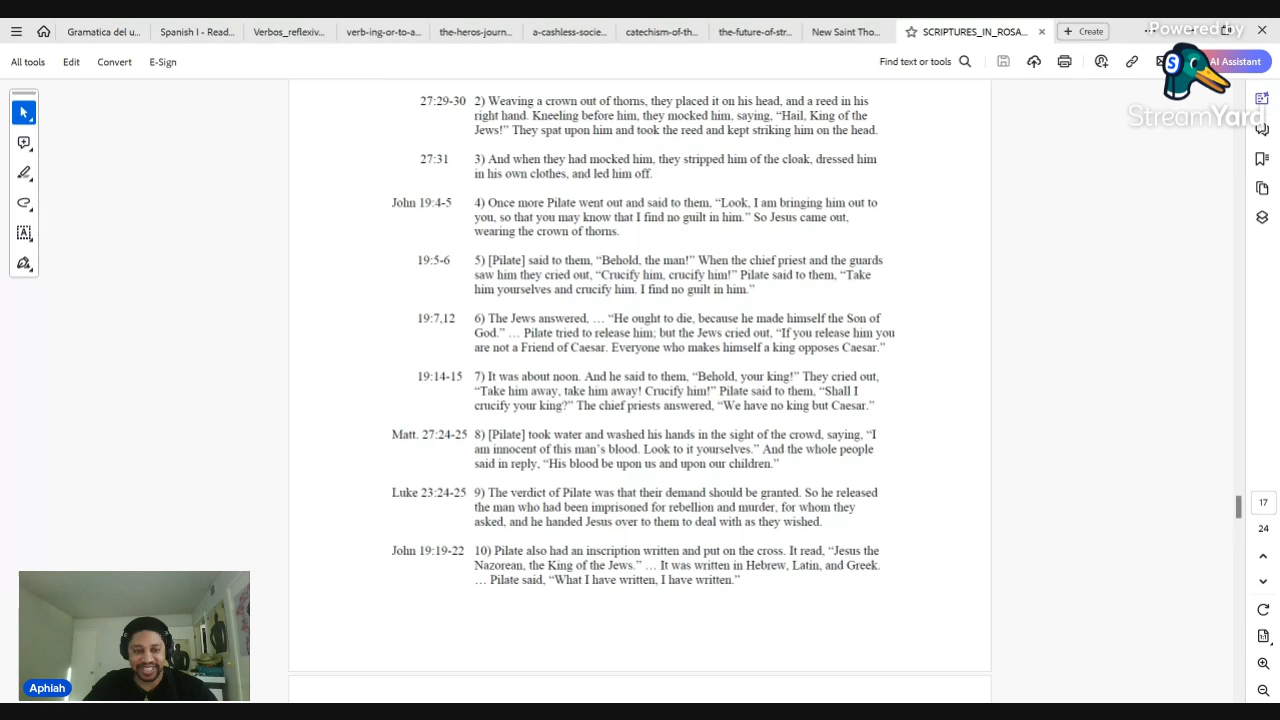 Gramatica del u...
Spanish I - Read...
Verbos_reflexiv...
verb-ing-or-to-a...
the-heros-journ...
a-cashless-socie...
catechism-of-th...
the-future-of-str...
New Saint Tho...
SCRIPTURES_IN_ROSA...
Create
Powered by
All tools
Edit
Convert
E-Sign
Find text or tools
AI Assistant
StreamYard
27:29-30 2) Weaving a crown out of thorns, they placed it on his head, and a reed in his
right hand. Kneeling before him, they mocked him, saying, “Hail, King of the
Jews!” They spat upon him and took the reed and kept striking him on the head.
27:31 3) And when they had mocked him, they stripped him of the cloak, dressed him
in his own clothes, and led him off.
John 19:4-5 4) Once more Pilate went out and said to them, “Look, I am bringing him out to
you, so that you may know that I find no guilt in him.” So Jesus came out,
wearing the crown of thorns.
19:5-6 5) [Pilate] said to them, “Behold, the man!” When the chief priest and the guards
saw him they cried out, “Crucify him, crucify him!” Pilate said to them, “Take
him yourselves and crucify him. I find no guilt in him.”
19:7,12 6) The Jews answered, … “He ought to die, because he made himself the Son of
God.” … Pilate tried to release him; but the Jews cried out, “If you release him you
are not a Friend of Caesar. Everyone who makes himself a king opposes Caesar.”
19:14-15 7) It was about noon. And he said to them, “Behold, your king!” They cried out,
“Take him away, take him away! Crucify him!” Pilate said to them, “Shall I
crucify your king?” The chief priests answered, “We have no king but Caesar.”
Matt. 27:24-25 8) [Pilate] took water and washed his hands in the sight of the crowd, saying, “I
am innocent of this man’s blood. Look to it yourselves.” And the whole people
said in reply, “His blood be upon us and upon our children.”
Luke 23:24-25 9) The verdict of Pilate was that their demand should be granted. So he released
the man who had been imprisoned for rebellion and murder, for whom they
asked, and he handed Jesus over to them to deal with as they wished.
John 19:19-22 10) Pilate also had an inscription written and put on the cross. It read, “Jesus the
Nazorean, the King of the Jews.” … It was written in Hebrew, Latin, and Greek.
… Pilate said, “What I have written, I have written.”
17
24
Aphiah